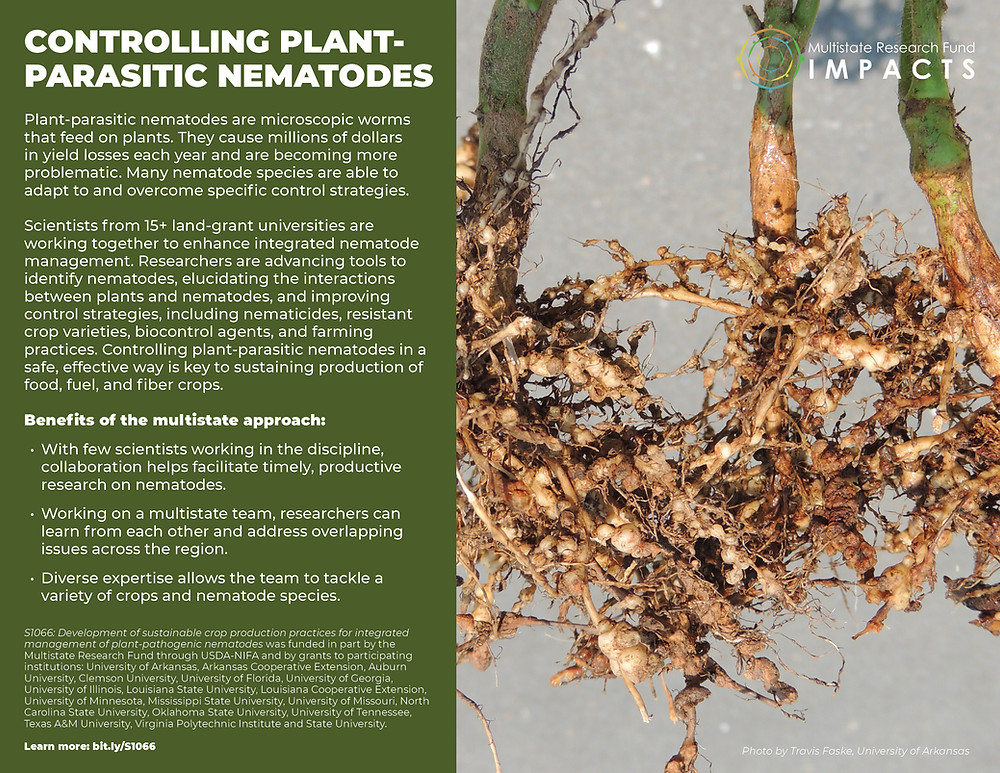 CONTROLLING PLANT-
PARASITIC NEMATODES
Plant-parasitic nematodes are microscopic worms
that feed on plants. They cause millions of dollars
in yield losses each year and are becoming more
problematic. Many nematode species are able to
adapt to and overcome specific control strategies.
Scientists from 15+ land-grant universities are
working together to enhance integrated nematode
management. Researchers are advancing tools to
identify nematodes, elucidating the interactions
between plants and nematodes, and improving
control strategies, including nematicides, resistant
crop varieties, biocontrol agents, and farming
practices. Controlling plant-parasitic nematodes in a
safe, effective way is key to sustaining production of
food, fuel, and fiber crops.
Benefits of the multistate approach:
• With few scientists working in the discipline,
collaboration helps facilitate timely, productive
research on nematodes.
• Working on a multistate team, researchers can
learn from each other and address overlapping
issues across the region.
• Diverse expertise allows the team to tackle a
variety of crops and nematode species.
S1066: Development of sustainable crop production practices for integrated
management of plant-pathogenic nematodes was funded in part by the
Multistate Research Fund through USDA-NIFA and by grants to participating
institutions: University of Arkansas, Arkansas Cooperative Extension, Auburn
University, Clemson University, University of Florida, University of Georgia,
University of Illinois, Louisiana State University, Louisiana Cooperative Extension,
University of Minnesota, Mississippi State University, University of Missouri, North
Carolina State University, Oklahoma State University, University of Tennessee,
Texas A&M University, Virginia Polytechnic Institute and State University.
Learn more: bit.ly/S1066
Multistate Research Fund
IMPACTS
Photo by Travis Faske, University of Arkansas